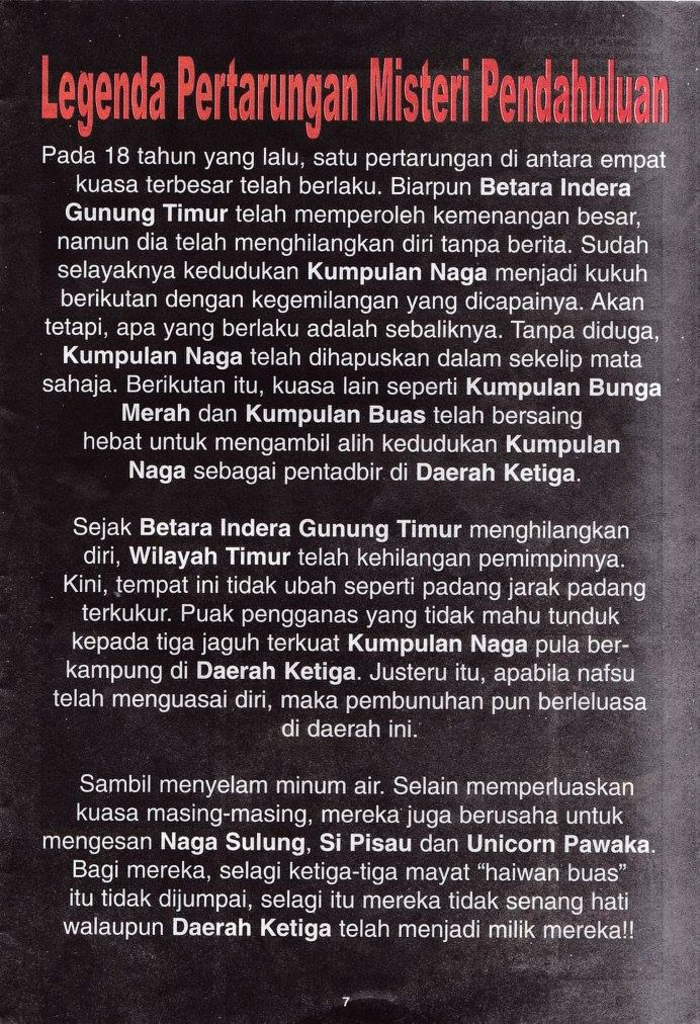 Legenda Pertarungan Misteri Pendahuluan
Pada 18 tahun yang lalu, satu pertarungan di antara empat
kuasa terbesar telah berlaku. Biarpun Betara Indera
Gunung Timur telah memperoleh kemenangan besar,
namun dia telah menghilangkan diri tanpa berita. Sudah
selayaknya kedudukan Kumpulan Naga menjadi kukuh
berikutan dengan kegemilangan yang dicapainya. Akan
tetapi, apa yang berlaku adalah sebaliknya. Tanpa diduga,
Kumpulan Naga telah dihapuskan dalam sekelip mata
sahaja. Berikutan itu, kuasa lain seperti Kumpulan Bunga
Merah dan Kumpulan Buas telah bersaing
hebat untuk mengambil alih kedudukan Kumpulan
Naga sebagai pentadbir di Daerah Ketiga.
Sejak Betara Indera Gunung Timur menghilangkan
diri, Wilayah Timur telah kehilangan pemimpinnya.
Kini, tempat ini tidak ubah seperti padang jarak padang
terkukur. Puak pengganas yang tidak mahu tunduk
kepada tiga jaguh terkuat Kumpulan Naga pula ber-
kampung di Daerah Ketiga. Justeru itu, apabila nafsu
telah menguasai diri, maka pembunuhan pun berleluasa
di daerah ini.
Sambil menyelam minum air. Selain memperluaskan
kuasa masing-masing, mereka juga berusaha untuk
mengesan Naga Sulung, Si Pisau dan Unicorn Pawaka.
Bagi mereka, selagi ketiga-tiga mayat “haiwan buas”
itu tidak dijumpai, selagi itu mereka tidak senang hati
walaupun Daerah Ketiga telah menjadi milik mereka!!
7